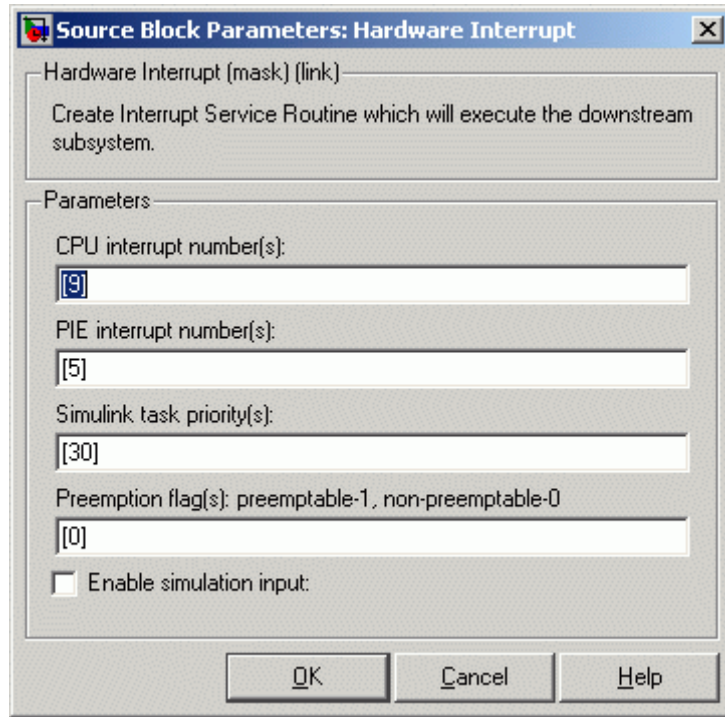 Source Block Parameters: Hardware Interrupt
Hardware Interrupt (mask) (link)
Create Interrupt Service Routine which will execute the downstream
subsystem.
Parameters
CPU interrupt number(s):
[9]
PIE interrupt number(s):
[5]
Simulink task priority(s):
[30]
Preemption flag(s): preemptable-1, non-preemptable-0
[0]
Enable simulation input:
OK Cancel Help